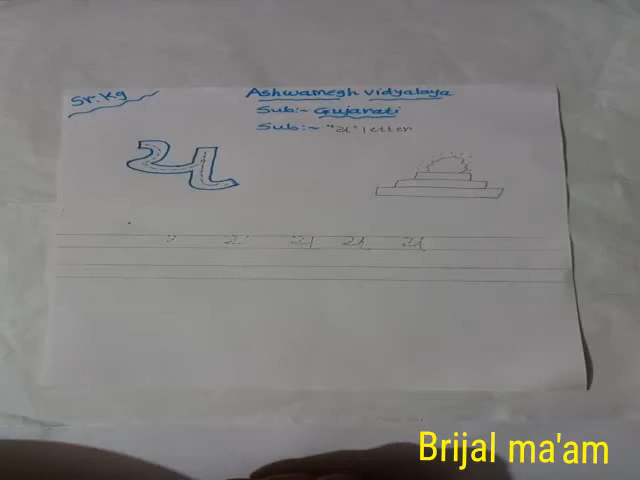 Sr.Kg
Ashwamegh Vidyalaya
Sub:- Gujarati
Sub:- "ય" letter
ય
ય ય ય
Brijal ma'am